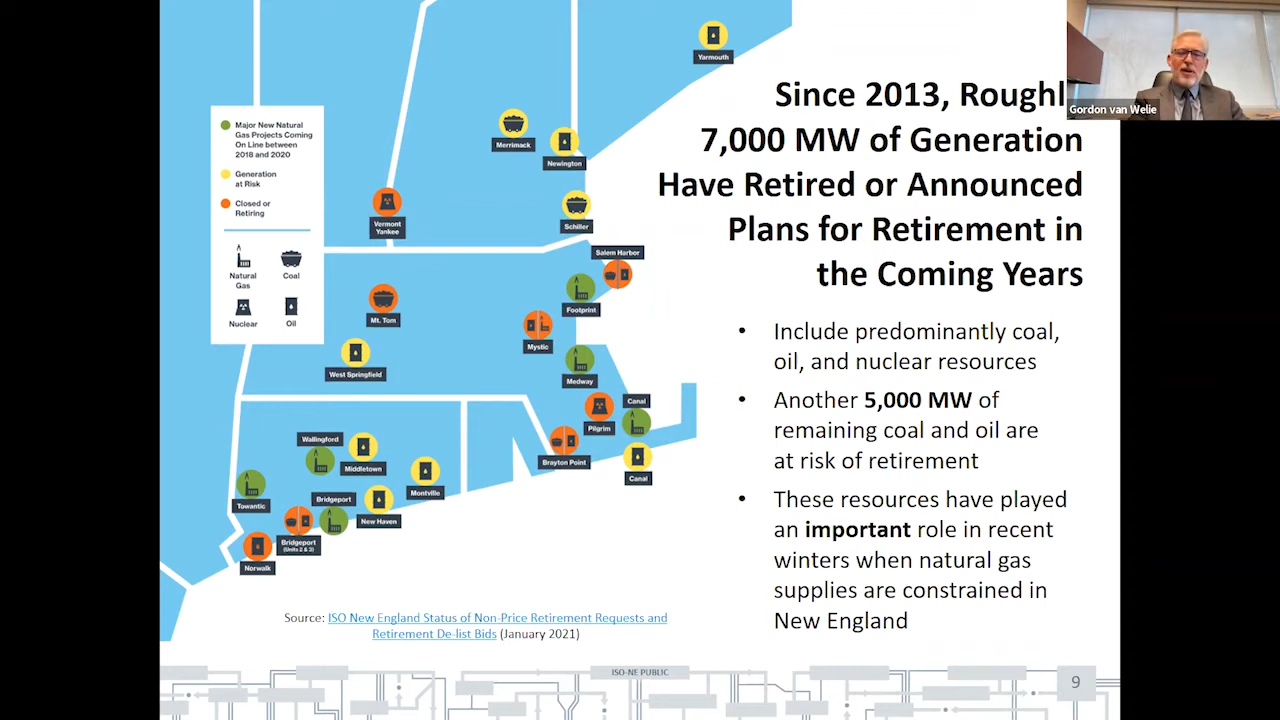 Yarmouth
Gordon van Welie
Since 2013, Roughl
7,000 MW of Generation
Have Retired or Announced
Plans for Retirement in
the Coming Years
Major New Natural
Gas Projects Coming
On Line between
2018 and 2020
Generation
at Risk
Closed or
Retiring
Natural
Gas
Coal
Nuclear
Oil
Merrimack
Newington
Vermont
Yankee
Schiller
Salem Harbor
Footprint
Mt. Tom
Mystic
West Springfield
Medway
Canal
Pilgrim
Brayton Point
Canal
Wallingford
Middletown
Montville
Towantic
Bridgeport
New Haven
Bridgeport
(Units 2 & 3)
Norwalk
• Include predominantly coal,
oil, and nuclear resources
• Another 5,000 MW of
remaining coal and oil are
at risk of retirement
• These resources have played
an important role in recent
winters when natural gas
supplies are constrained in
New England
Source: ISO New England Status of Non-Price Retirement Requests and
Retirement De-list Bids (January 2021)
ISO-NE PUBLIC
9